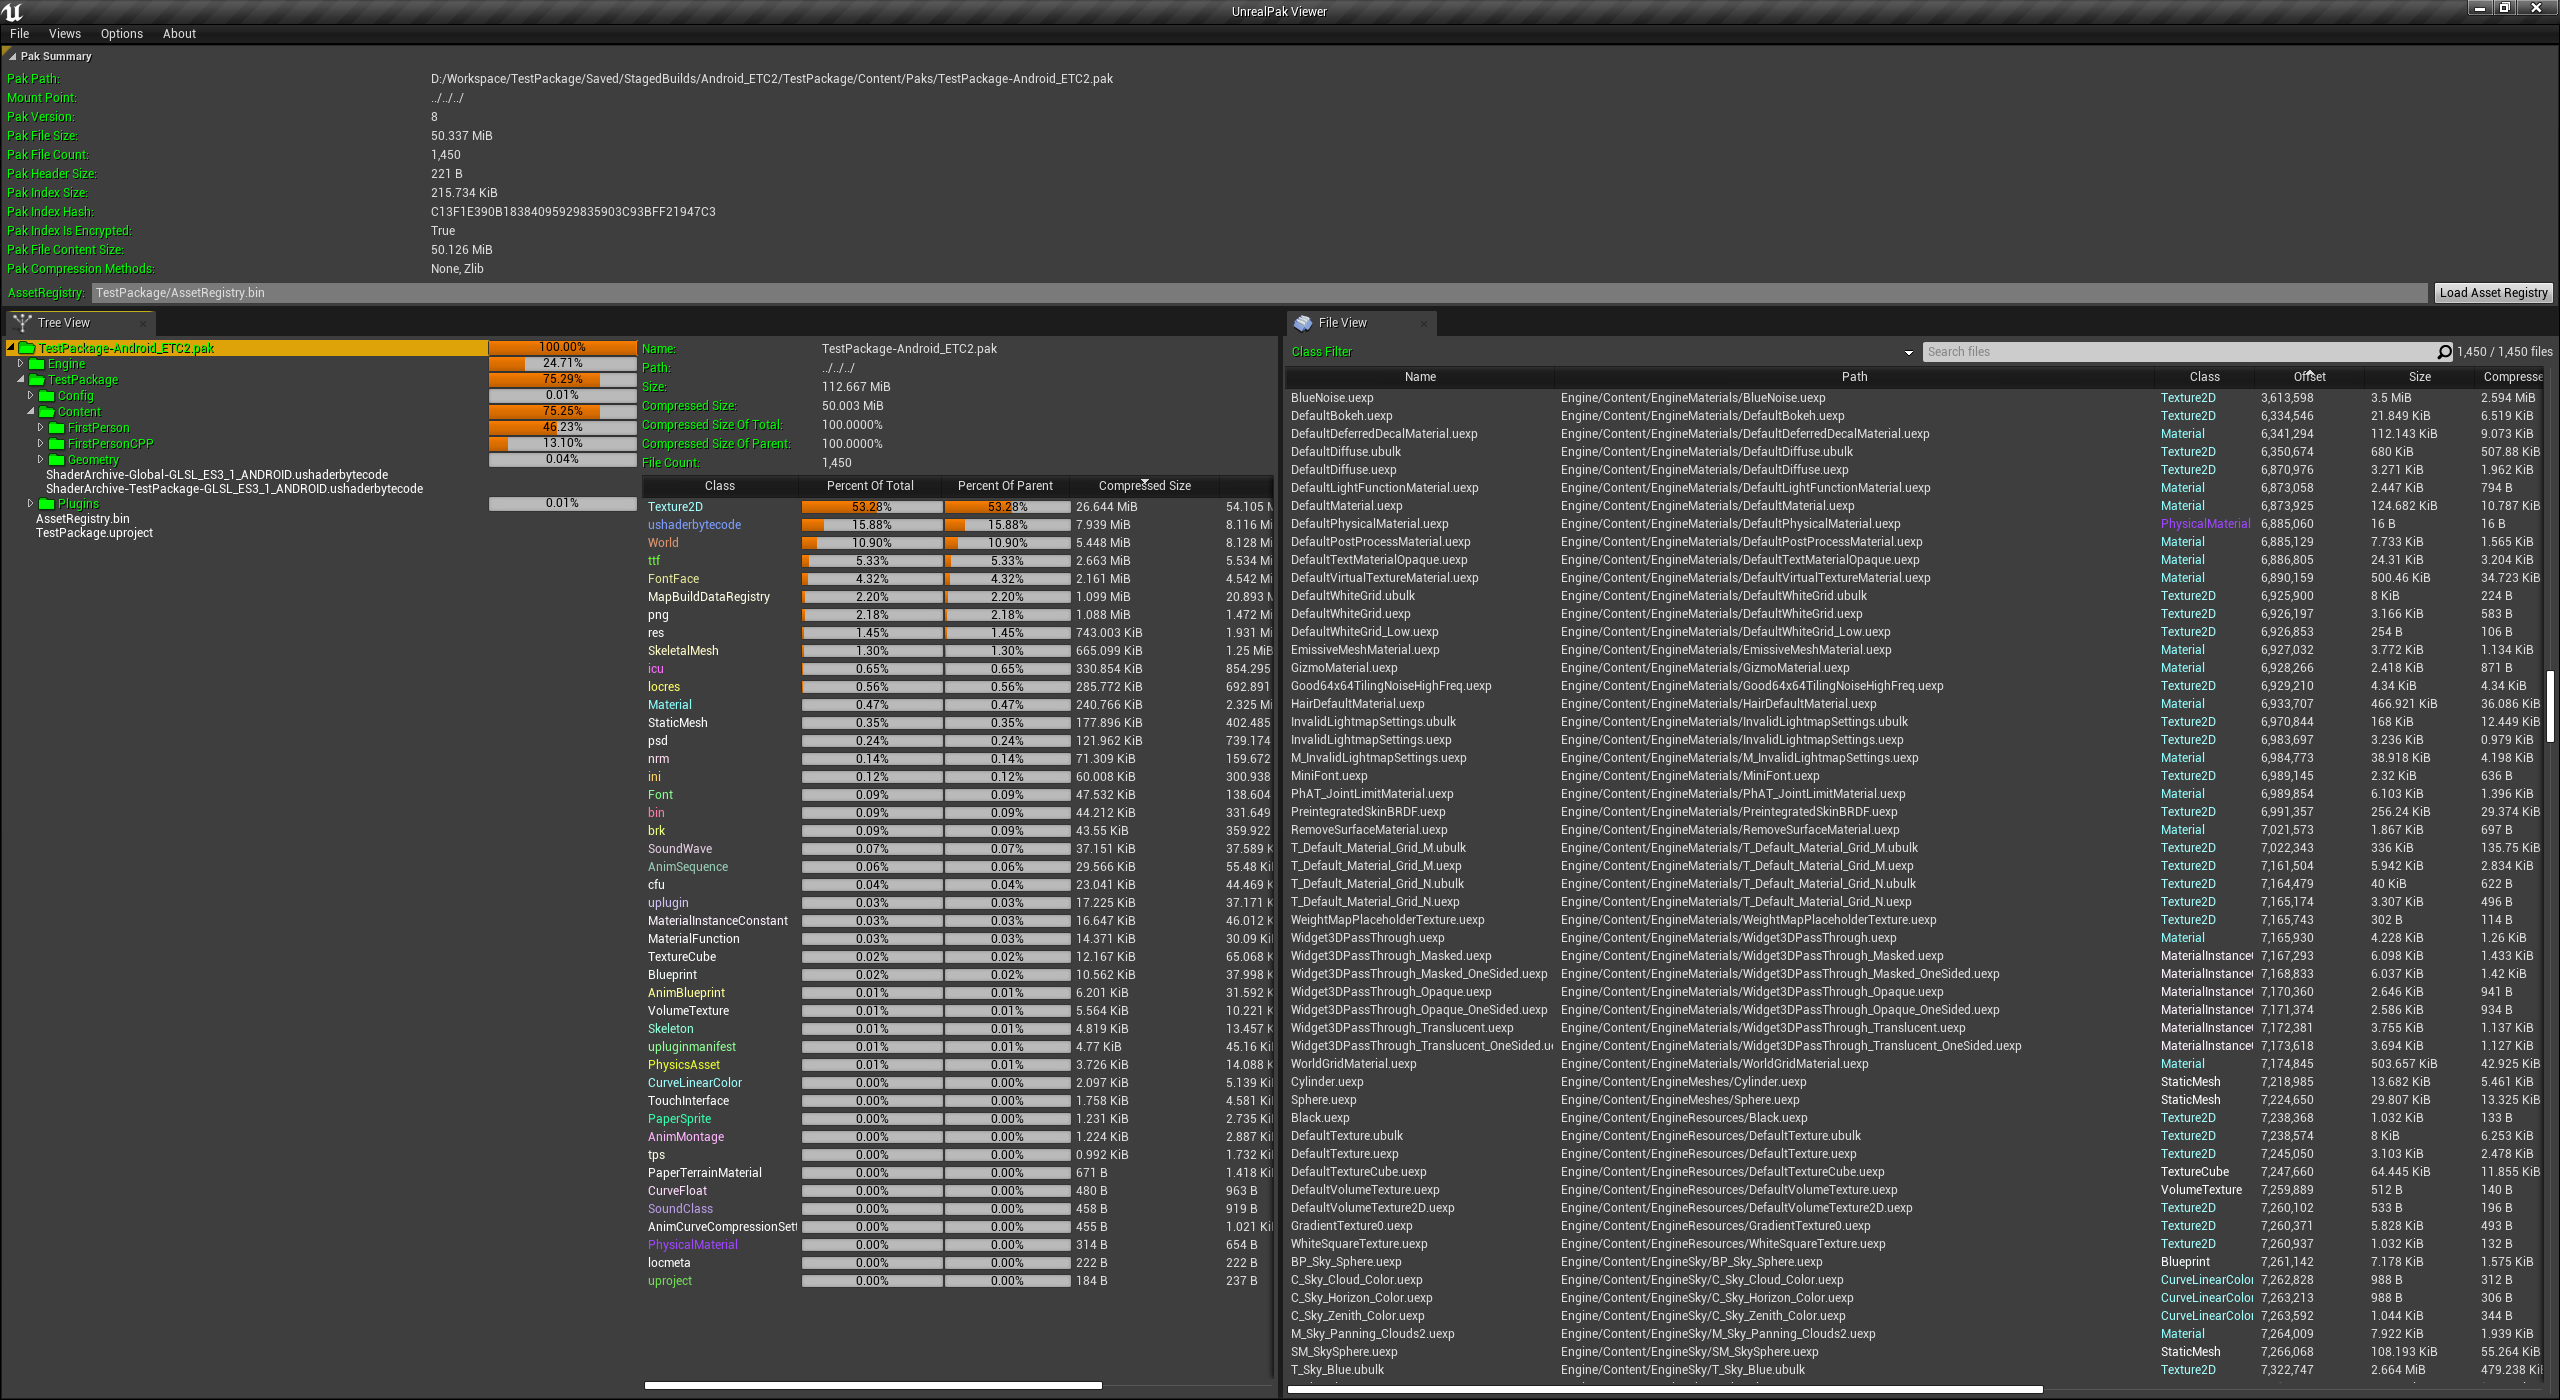 UnrealPak Viewer
File Views Options About
Pak Summary
Pak Path: D:/Workspace/TestPackage/Saved/StagedBuilds/Android_ETC2/TestPackage/Content/Paks/TestPackage-Android_ETC2.pak
Mount Point: ../../../
Pak Version: 8
Pak File Size: 50.337 MiB
Pak File Count: 1,450
Pak Header Size: 221 B
Pak Index Size: 215.734 KiB
Pak Index Hash: C13F1E390B18384095929835903C93BFF21947C3
Pak Index Is Encrypted: True
Pak File Content Size: 50.126 MiB
Pak Compression Methods: None, Zlib
AssetRegistry: TestPackage/AssetRegistry.bin Load Asset Registry
Tree View
TestPackage-Android_ETC2.pak 100.00%
Engine 24.71%
TestPackage 75.29%
Config 0.01%
Content 75.25%
FirstPerson 46.23%
FirstPersonCPP 13.10%
Geometry 0.04%
ShaderArchive-Global-GLSL_ES3_1_ANDROID.ushaderbytecode
ShaderArchive-TestPackage-GLSL_ES3_1_ANDROID.ushaderbytecode
Plugins 0.01%
AssetRegistry.bin
TestPackage.uproject
Name: TestPackage-Android_ETC2.pak
Path: ../../../
Size: 112.667 MiB
Compressed Size: 50.003 MiB
Compressed Size Of Total: 100.0000%
Compressed Size Of Parent: 100.0000%
File Count: 1,450
Class Percent Of Total Percent Of Parent Compressed Size
Texture2D 53.28% 53.28% 26.644 MiB 54.105 M
ushaderbytecode 15.88% 15.88% 7.939 MiB 8.116 Mi
World 10.90% 10.90% 5.448 MiB 8.128 Mi
ttf 5.33% 5.33% 2.663 MiB 5.534 Mi
FontFace 4.32% 4.32% 2.161 MiB 4.542 Mi
MapBuildDataRegistry 2.20% 2.20% 1.099 MiB 20.893 M
png 2.18% 2.18% 1.088 MiB 1.472 Mi
res 1.45% 1.45% 743.003 KiB 1.931 Mi
SkeletalMesh 1.30% 1.30% 665.099 KiB 1.25 MiB
icu 0.65% 0.65% 330.854 KiB 854.295
locres 0.56% 0.56% 285.772 KiB 692.891
Material 0.47% 0.47% 240.766 KiB 2.325 Mi
StaticMesh 0.35% 0.35% 177.896 KiB 402.485
psd 0.24% 0.24% 121.962 KiB 739.174
nrm 0.14% 0.14% 71.309 KiB 159.672
ini 0.12% 0.12% 60.008 KiB 300.938
Font 0.09% 0.09% 47.532 KiB 138.604
bin 0.09% 0.09% 44.212 KiB 331.649
brk 0.09% 0.09% 43.55 KiB 359.922
SoundWave 0.07% 0.07% 37.151 KiB 37.589 K
AnimSequence 0.06% 0.06% 29.566 KiB 55.48 Ki
cfu 0.04% 0.04% 23.041 KiB 44.469 K
uplugin 0.03% 0.03% 17.225 KiB 37.171 K
MaterialInstanceConstant 0.03% 0.03% 16.647 KiB 46.012 K
MaterialFunction 0.03% 0.03% 14.371 KiB 30.09 Ki
TextureCube 0.02% 0.02% 12.167 KiB 65.068 K
Blueprint 0.02% 0.02% 10.562 KiB 37.998 K
AnimBlueprint 0.01% 0.01% 6.201 KiB 31.592 K
VolumeTexture 0.01% 0.01% 5.564 KiB 10.221 K
Skeleton 0.01% 0.01% 4.819 KiB 13.457 K
upluginmanifest 0.01% 0.01% 4.77 KiB 45.16 Ki
PhysicsAsset 0.01% 0.01% 3.726 KiB 14.088 K
CurveLinearColor 0.00% 0.00% 2.097 KiB 5.139 Ki
TouchInterface 0.00% 0.00% 1.758 KiB 4.581 Ki
PaperSprite 0.00% 0.00% 1.231 KiB 2.735 Ki
AnimMontage 0.00% 0.00% 1.224 KiB 2.887 Ki
tps 0.00% 0.00% 0.992 KiB 1.732 Ki
PaperTerrainMaterial 0.00% 0.00% 671 B 1.418 Ki
CurveFloat 0.00% 0.00% 480 B 963 B
SoundClass 0.00% 0.00% 458 B 919 B
AnimCurveCompressionSett 0.00% 0.00% 455 B 1.021 Ki
PhysicalMaterial 0.00% 0.00% 314 B 654 B
locmeta 0.00% 0.00% 222 B 222 B
uproject 0.00% 0.00% 184 B 237 B
File View
Class Filter Search files 1,450 / 1,450 files
Name Path Class Offset Size Compresse
BlueNoise.uexp Engine/Content/EngineMaterials/BlueNoise.uexp Texture2D 3,613,598 3.5 MiB 2.594 MiB
DefaultBokeh.uexp Engine/Content/EngineMaterials/DefaultBokeh.uexp Texture2D 6,334,546 21.849 KiB 6.519 KiB
DefaultDeferredDecalMaterial.uexp Engine/Content/EngineMaterials/DefaultDeferredDecalMaterial.uexp Material 6,341,294 112.143 KiB 9.073 KiB
DefaultDiffuse.ubulk Engine/Content/EngineMaterials/DefaultDiffuse.ubulk Texture2D 6,350,674 680 KiB 507.88 KiB
DefaultDiffuse.uexp Engine/Content/EngineMaterials/DefaultDiffuse.uexp Texture2D 6,870,976 3.271 KiB 1.962 KiB
DefaultLightFunctionMaterial.uexp Engine/Content/EngineMaterials/DefaultLightFunctionMaterial.uexp Material 6,873,058 2.447 KiB 794 B
DefaultMaterial.uexp Engine/Content/EngineMaterials/DefaultMaterial.uexp Material 6,873,925 124.682 KiB 10.787 KiB
DefaultPhysicalMaterial.uexp Engine/Content/EngineMaterials/DefaultPhysicalMaterial.uexp PhysicalMaterial 6,885,060 16 B 16 B
DefaultPostProcessMaterial.uexp Engine/Content/EngineMaterials/DefaultPostProcessMaterial.uexp Material 6,885,129 7.733 KiB 1.565 KiB
DefaultTextMaterialOpaque.uexp Engine/Content/EngineMaterials/DefaultTextMaterialOpaque.uexp Material 6,886,805 24.31 KiB 3.204 KiB
DefaultVirtualTextureMaterial.uexp Engine/Content/EngineMaterials/DefaultVirtualTextureMaterial.uexp Material 6,890,159 500.46 KiB 34.723 KiB
DefaultWhiteGrid.ubulk Engine/Content/EngineMaterials/DefaultWhiteGrid.ubulk Texture2D 6,925,900 8 KiB 224 B
DefaultWhiteGrid.uexp Engine/Content/EngineMaterials/DefaultWhiteGrid.uexp Texture2D 6,926,197 3.166 KiB 583 B
DefaultWhiteGrid_Low.uexp Engine/Content/EngineMaterials/DefaultWhiteGrid_Low.uexp Texture2D 6,926,853 254 B 106 B
EmissiveMeshMaterial.uexp Engine/Content/EngineMaterials/EmissiveMeshMaterial.uexp Material 6,927,032 3.772 KiB 1.134 KiB
GizmoMaterial.uexp Engine/Content/EngineMaterials/GizmoMaterial.uexp Material 6,928,266 2.418 KiB 871 B
Good64x64TilingNoiseHighFreq.uexp Engine/Content/EngineMaterials/Good64x64TilingNoiseHighFreq.uexp Texture2D 6,929,210 4.34 KiB 4.34 KiB
HairDefaultMaterial.uexp Engine/Content/EngineMaterials/HairDefaultMaterial.uexp Material 6,933,707 466.921 KiB 36.086 KiB
InvalidLightmapSettings.ubulk Engine/Content/EngineMaterials/InvalidLightmapSettings.ubulk Texture2D 6,970,844 168 KiB 12.449 KiB
InvalidLightmapSettings.uexp Engine/Content/EngineMaterials/InvalidLightmapSettings.uexp Texture2D 6,983,697 3.236 KiB 0.979 KiB
M_InvalidLightmapSettings.uexp Engine/Content/EngineMaterials/M_InvalidLightmapSettings.uexp Material 6,984,773 38.918 KiB 4.198 KiB
MiniFont.uexp Engine/Content/EngineMaterials/MiniFont.uexp Texture2D 6,989,145 2.32 KiB 636 B
PhAT_JointLimitMaterial.uexp Engine/Content/EngineMaterials/PhAT_JointLimitMaterial.uexp Material 6,989,854 6.103 KiB 1.396 KiB
PreintegratedSkinBRDF.uexp Engine/Content/EngineMaterials/PreintegratedSkinBRDF.uexp Texture2D 6,991,357 256.24 KiB 29.374 KiB
RemoveSurfaceMaterial.uexp Engine/Content/EngineMaterials/RemoveSurfaceMaterial.uexp Material 7,021,573 1.867 KiB 697 B
T_Default_Material_Grid_M.ubulk Engine/Content/EngineMaterials/T_Default_Material_Grid_M.ubulk Texture2D 7,022,343 336 KiB 135.75 KiB
T_Default_Material_Grid_M.uexp Engine/Content/EngineMaterials/T_Default_Material_Grid_M.uexp Texture2D 7,161,504 5.942 KiB 2.834 KiB
T_Default_Material_Grid_N.ubulk Engine/Content/EngineMaterials/T_Default_Material_Grid_N.ubulk Texture2D 7,164,479 40 KiB 622 B
T_Default_Material_Grid_N.uexp Engine/Content/EngineMaterials/T_Default_Material_Grid_N.uexp Texture2D 7,165,174 3.307 KiB 496 B
WeightMapPlaceholderTexture.uexp Engine/Content/EngineMaterials/WeightMapPlaceholderTexture.uexp Texture2D 7,165,743 302 B 114 B
Widget3DPassThrough.uexp Engine/Content/EngineMaterials/Widget3DPassThrough.uexp Material 7,165,930 4.228 KiB 1.26 KiB
Widget3DPassThrough_Masked.uexp Engine/Content/EngineMaterials/Widget3DPassThrough_Masked.uexp MaterialInstance 7,167,293 6.098 KiB 1.433 KiB
Widget3DPassThrough_Masked_OneSided.uexp Engine/Content/EngineMaterials/Widget3DPassThrough_Masked_OneSided.uexp MaterialInstance 7,168,833 6.037 KiB 1.42 KiB
Widget3DPassThrough_Opaque.uexp Engine/Content/EngineMaterials/Widget3DPassThrough_Opaque.uexp MaterialInstance 7,170,360 2.646 KiB 941 B
Widget3DPassThrough_Opaque_OneSided.uexp Engine/Content/EngineMaterials/Widget3DPassThrough_Opaque_OneSided.uexp MaterialInstance 7,171,374 2.586 KiB 934 B
Widget3DPassThrough_Translucent.uexp Engine/Content/EngineMaterials/Widget3DPassThrough_Translucent.uexp MaterialInstance 7,172,381 3.755 KiB 1.137 KiB
Widget3DPassThrough_Translucent_OneSided.u Engine/Content/EngineMaterials/Widget3DPassThrough_Translucent_OneSided.uexp MaterialInstance 7,173,618 3.694 KiB 1.127 KiB
WorldGridMaterial.uexp Engine/Content/EngineMaterials/WorldGridMaterial.uexp Material 7,174,845 503.657 KiB 42.925 KiB
Cylinder.uexp Engine/Content/EngineMeshes/Cylinder.uexp StaticMesh 7,218,985 13.682 KiB 5.461 KiB
Sphere.uexp Engine/Content/EngineMeshes/Sphere.uexp StaticMesh 7,224,650 29.807 KiB 13.325 KiB
Black.uexp Engine/Content/EngineResources/Black.uexp Texture2D 7,238,368 1.032 KiB 133 B
DefaultTexture.ubulk Engine/Content/EngineResources/DefaultTexture.ubulk Texture2D 7,238,574 8 KiB 6.253 KiB
DefaultTexture.uexp Engine/Content/EngineResources/DefaultTexture.uexp Texture2D 7,245,050 3.103 KiB 2.478 KiB
DefaultTextureCube.uexp Engine/Content/EngineResources/DefaultTextureCube.uexp TextureCube 7,247,660 64.445 KiB 11.855 KiB
DefaultVolumeTexture.uexp Engine/Content/EngineResources/DefaultVolumeTexture.uexp VolumeTexture 7,259,889 512 B 140 B
DefaultVolumeTexture2D.uexp Engine/Content/EngineResources/DefaultVolumeTexture2D.uexp Texture2D 7,260,102 533 B 196 B
GradientTexture0.uexp Engine/Content/EngineResources/GradientTexture0.uexp Texture2D 7,260,371 5.828 KiB 493 B
WhiteSquareTexture.uexp Engine/Content/EngineResources/WhiteSquareTexture.uexp Texture2D 7,260,937 1.032 KiB 132 B
BP_Sky_Sphere.uexp Engine/Content/EngineSky/BP_Sky_Sphere.uexp Blueprint 7,261,142 7.178 KiB 1.575 KiB
C_Sky_Cloud_Color.uexp Engine/Content/EngineSky/C_Sky_Cloud_Color.uexp CurveLinearColor 7,262,828 988 B 312 B
C_Sky_Horizon_Color.uexp Engine/Content/EngineSky/C_Sky_Horizon_Color.uexp CurveLinearColor 7,263,213 988 B 306 B
C_Sky_Zenith_Color.uexp Engine/Content/EngineSky/C_Sky_Zenith_Color.uexp CurveLinearColor 7,263,592 1.044 KiB 344 B
M_Sky_Panning_Clouds2.uexp Engine/Content/EngineSky/M_Sky_Panning_Clouds2.uexp Material 7,264,009 7.922 KiB 1.939 KiB
SM_SkySphere.uexp Engine/Content/EngineSky/SM_SkySphere.uexp StaticMesh 7,266,068 108.193 KiB 55.264 KiB
T_Sky_Blue.ubulk Engine/Content/EngineSky/T_Sky_Blue.ubulk Texture2D 7,322,747 2.664 MiB 479.238 KiB